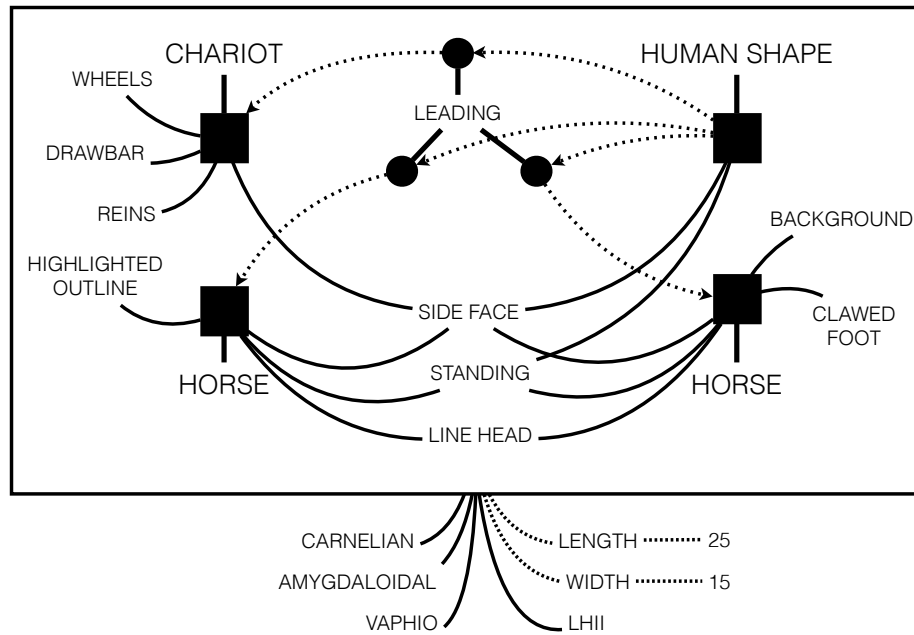 CHARIOT
HUMAN SHAPE
WHEELS
LEADING
DRAWBAR
REINS
BACKGROUND
HIGHLIGHTED
OUTLINE
SIDE FACE
CLAWED
FOOT
HORSE
STANDING
HORSE
LINE HEAD
CARNELIAN
LENGTH
25
AMYGDALOIDAL
WIDTH
15
VAPHIO
LHII